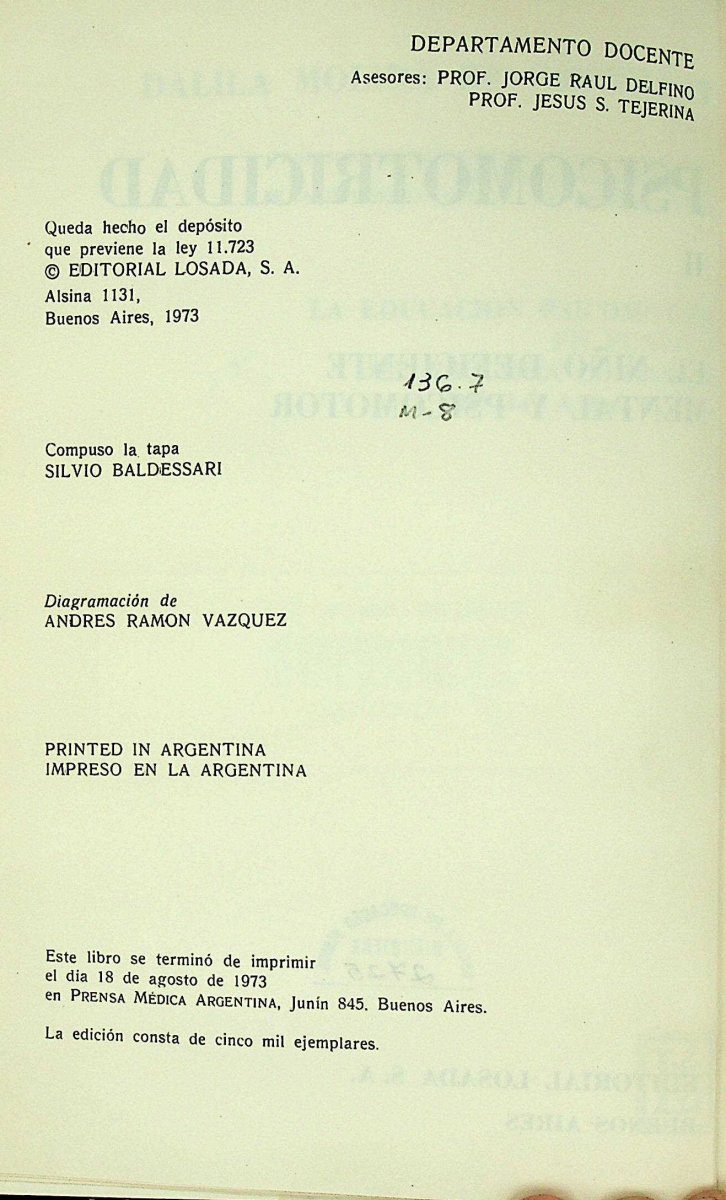 DEPARTAMENTO DOCENTE
Asesores: PROF. JORGE RAUL DELFINO
PROF. JESUS S. TEJERINA
Queda hecho el depósito
que previene la ley 11.723
© EDITORIAL LOSADA, S. A.
Alsina 1131,
Buenos Aires, 1973
136.7
M-8
Compuso la tapa
SILVIO BALDESSARI
Diagramación de
ANDRES RAMON VAZQUEZ
PRINTED IN ARGENTINA
IMPRESO EN LA ARGENTINA
Este libro se terminó de imprimir
el día 18 de agosto de 1973
en PRENSA MÉDICA ARGENTINA, Junín 845. Buenos Aires.
La edición consta de cinco mil ejemplares.